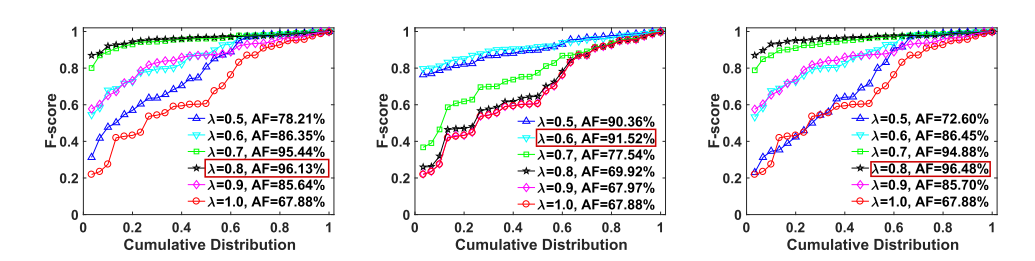 1
0.8
0.6
0.4
0.2
0
F-score
λ=0.5, AF=78.21%
λ=0.6, AF=86.35%
λ=0.7, AF=95.44%
λ=0.8, AF=96.13%
λ=0.9, AF=85.64%
λ=1.0, AF=67.88%
0 0.2 0.4 0.6 0.8 1
Cumulative Distribution
1
0.8
0.6
0.4
0.2
0
F-score
λ=0.5, AF=90.36%
λ=0.6, AF=91.52%
λ=0.7, AF=77.54%
λ=0.8, AF=69.92%
λ=0.9, AF=67.97%
λ=1.0, AF=67.88%
0 0.2 0.4 0.6 0.8 1
Cumulative Distribution
1
0.8
0.6
0.4
0.2
0
F-score
λ=0.5, AF=72.60%
λ=0.6, AF=86.45%
λ=0.7, AF=94.88%
λ=0.8, AF=96.48%
λ=0.9, AF=85.70%
λ=1.0, AF=67.88%
0 0.2 0.4 0.6 0.8 1
Cumulative Distribution